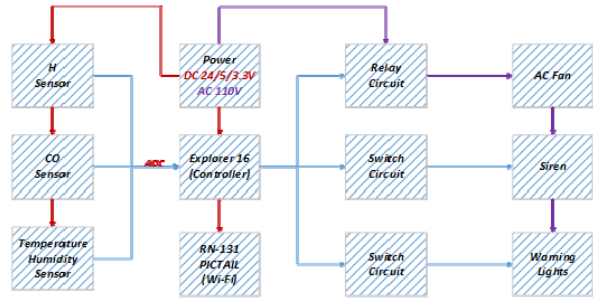 H
Sensor
Power
DC 24/5/3.3V
AC 110V
Relay
Circuit
AC Fan
CO
Sensor
ADC
Explorer 16
(Controller)
Switch
Circuit
Siren
Temperature
Humidity
Sensor
RN-131
PICTAIL
(Wi-Fi)
Switch
Circuit
Warning
Lights